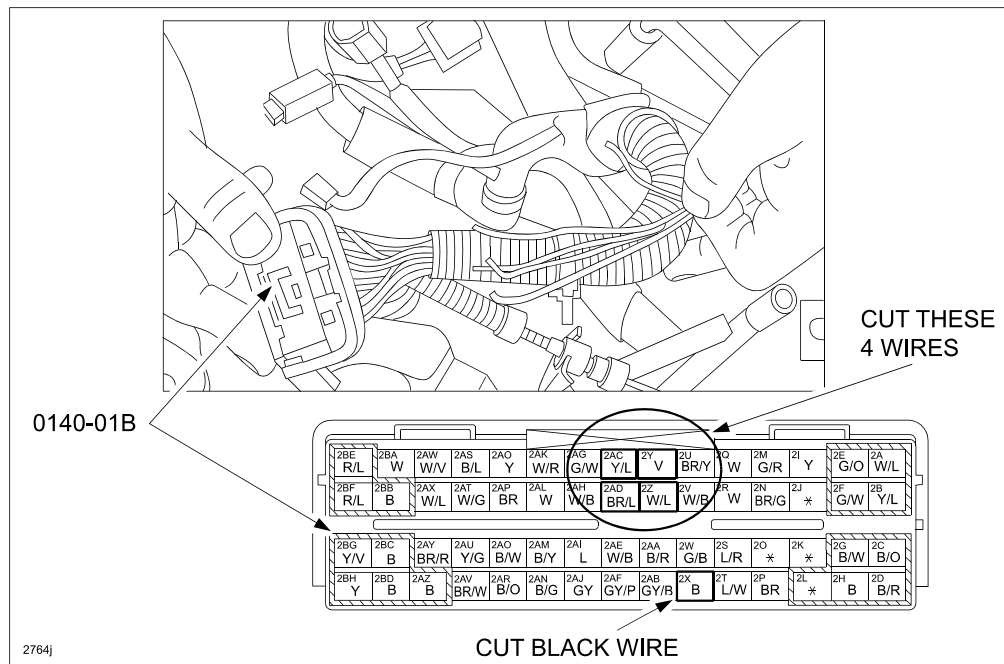 CUT THESE
4 WIRES
0140-01B
2BE 2BA 2AW 2AS 2AO 2AK 2AG 2AC 2Y 2U 2Q 2M 2I 2E 2A
R/L W W/V B/L Y W/R G/W Y/L V BR/Y W G/R Y G/O W/L
2BF 2BB 2AX 2AT 2AP 2AL 2AH 2AD 2Z 2V 2R 2N 2J 2F 2B
R/L B W/L W/G BR W W/B BR/L W/L W/B W BR/G * G/W Y/L
2BG 2BC 2AY 2AU 2AO 2AM 2AI 2AE 2AA 2W 2S 2O 2K 2G 2C
Y/V B BR/R Y/G B/W B/Y L W/B B/R G/B L/R * * B/W B/O
2BH 2BD 2AZ 2AV 2AR 2AN 2AJ 2AF 2AB 2X 2T 2P 2L 2H 2D
Y B B BR/W B/O B/G GY GY/P GY/B B L/W BR * B B/R
2764j
CUT BLACK WIRE